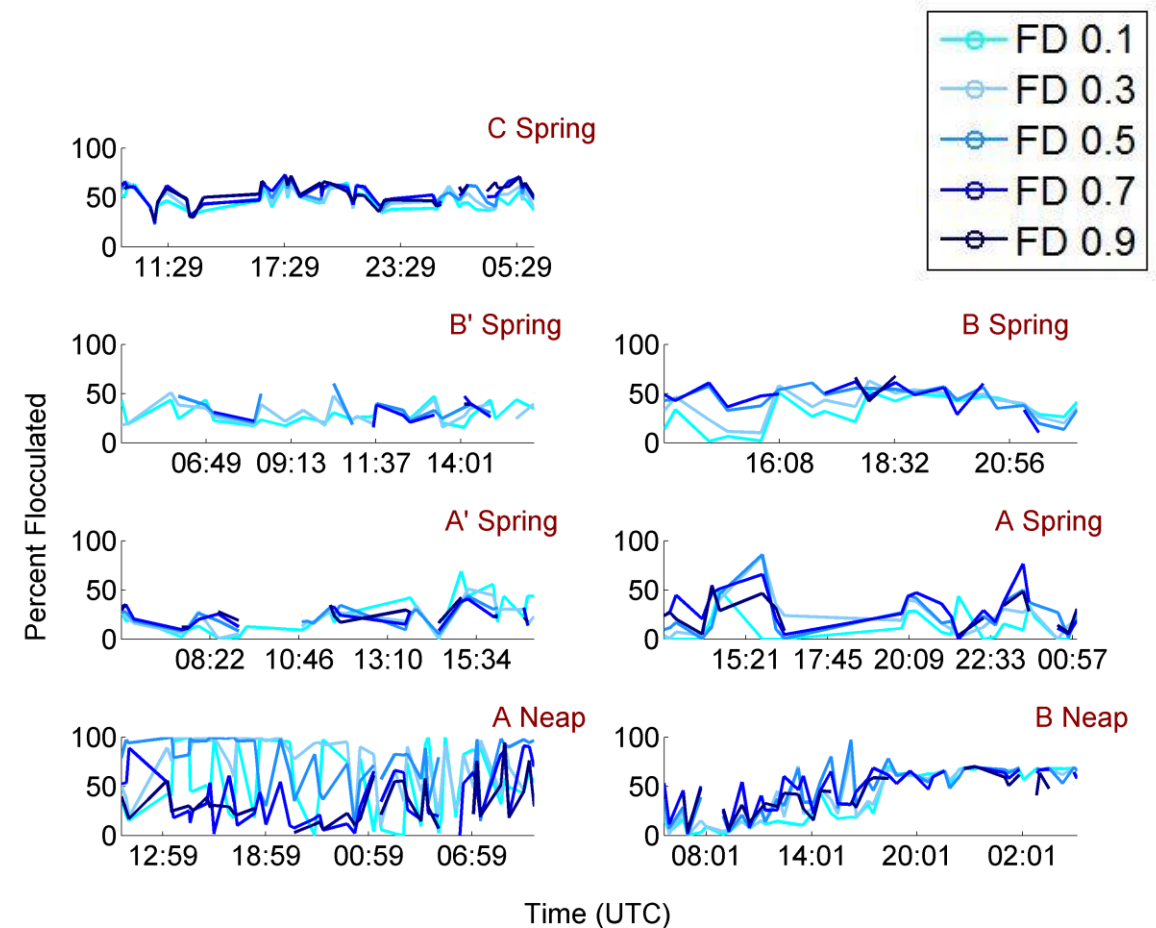 FD 0.1
FD 0.3
FD 0.5
FD 0.7
FD 0.9
C Spring
100
50
0
11:29 17:29 23:29 05:29
B' Spring
100
50
0
06:49 09:13 11:37 14:01
B Spring
100
50
0
16:08 18:32 20:56
Percent Flocculated
A' Spring
100
50
0
08:22 10:46 13:10 15:34
A Spring
100
50
0
15:21 17:45 20:09 22:33 00:57
A Neap
100
50
0
12:59 18:59 00:59 06:59
B Neap
100
50
0
08:01 14:01 20:01 02:01
Time (UTC)